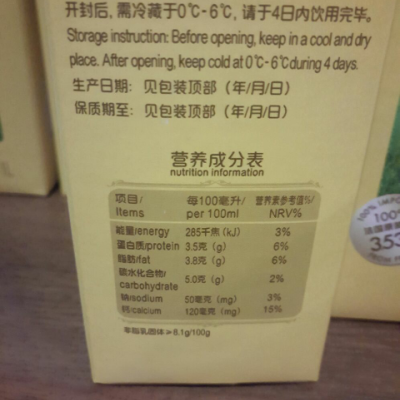 开封后，需冷藏于0℃-6℃，请于4日内饮用完毕。
Storage instruction: Before opening, keep in a cool and dry
place. After opening, keep cold at 0℃-6℃ during 4 days.
生产日期：见包装顶部（年/月/日）
保质期至：见包装顶部（年/月/日）
营养成分表
nutrition information
项目/ 每100毫升/ 营养素参考值%/
Items per 100ml NRV%
能量/energy 285千焦(kJ) 3%
蛋白质/protein 3.5克(g) 6%
脂肪/fat 3.8克(g) 6%
碳水化合物/
carbohydrate 5.0克(g) 2%
钠/sodium 50毫克(mg) 3%
钙/calcium 120毫克(mg) 15%
非脂乳固体≥8.1g/100g
100%
353